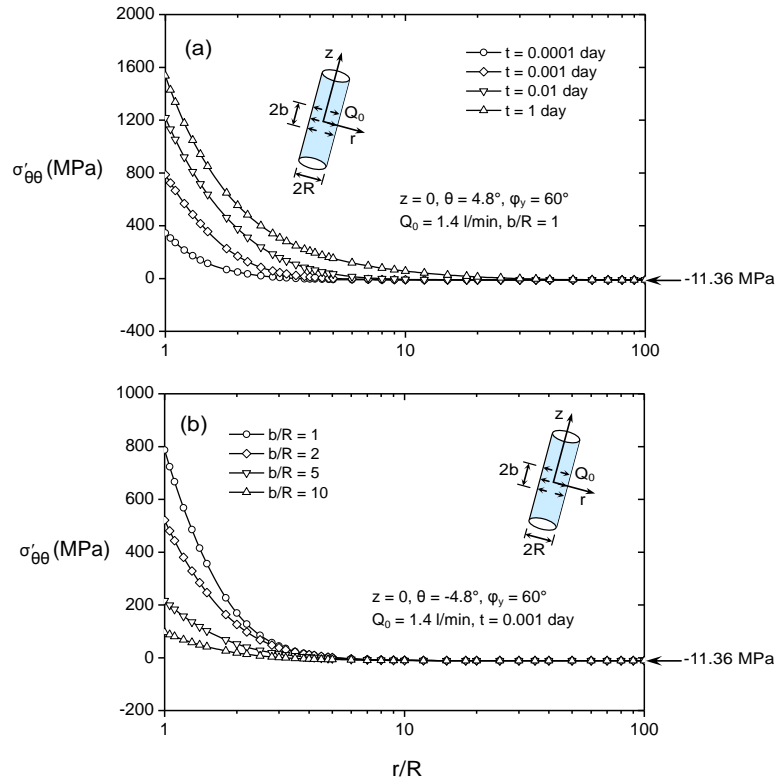 (a)
z
t = 0.0001 day
t = 0.001 day
t = 0.01 day
t = 1 day
2b
Q₀
r
2R
z = 0, θ = 4.8°, φy = 60°
Q₀ = 1.4 l/min, b/R = 1
σ′θθ (MPa)
2000
1600
1200
800
400
0
-400
-11.36 MPa
1
10
100
(b)
b/R = 1
b/R = 2
b/R = 5
b/R = 10
z
2b
Q₀
r
2R
z = 0, θ = -4.8°, φy = 60°
Q₀ = 1.4 l/min, t = 0.001 day
σ′θθ (MPa)
1000
800
600
400
200
0
-200
-11.36 MPa
1
10
100
r/R